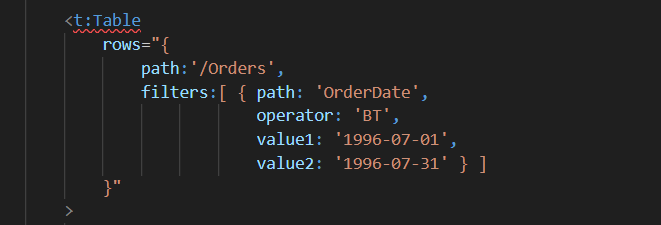 <t:Table
rows="{
path:'/Orders',
filters:[ { path: 'OrderDate',
operator: 'BT',
value1: '1996-07-01',
value2: '1996-07-31' } ]
}"
>